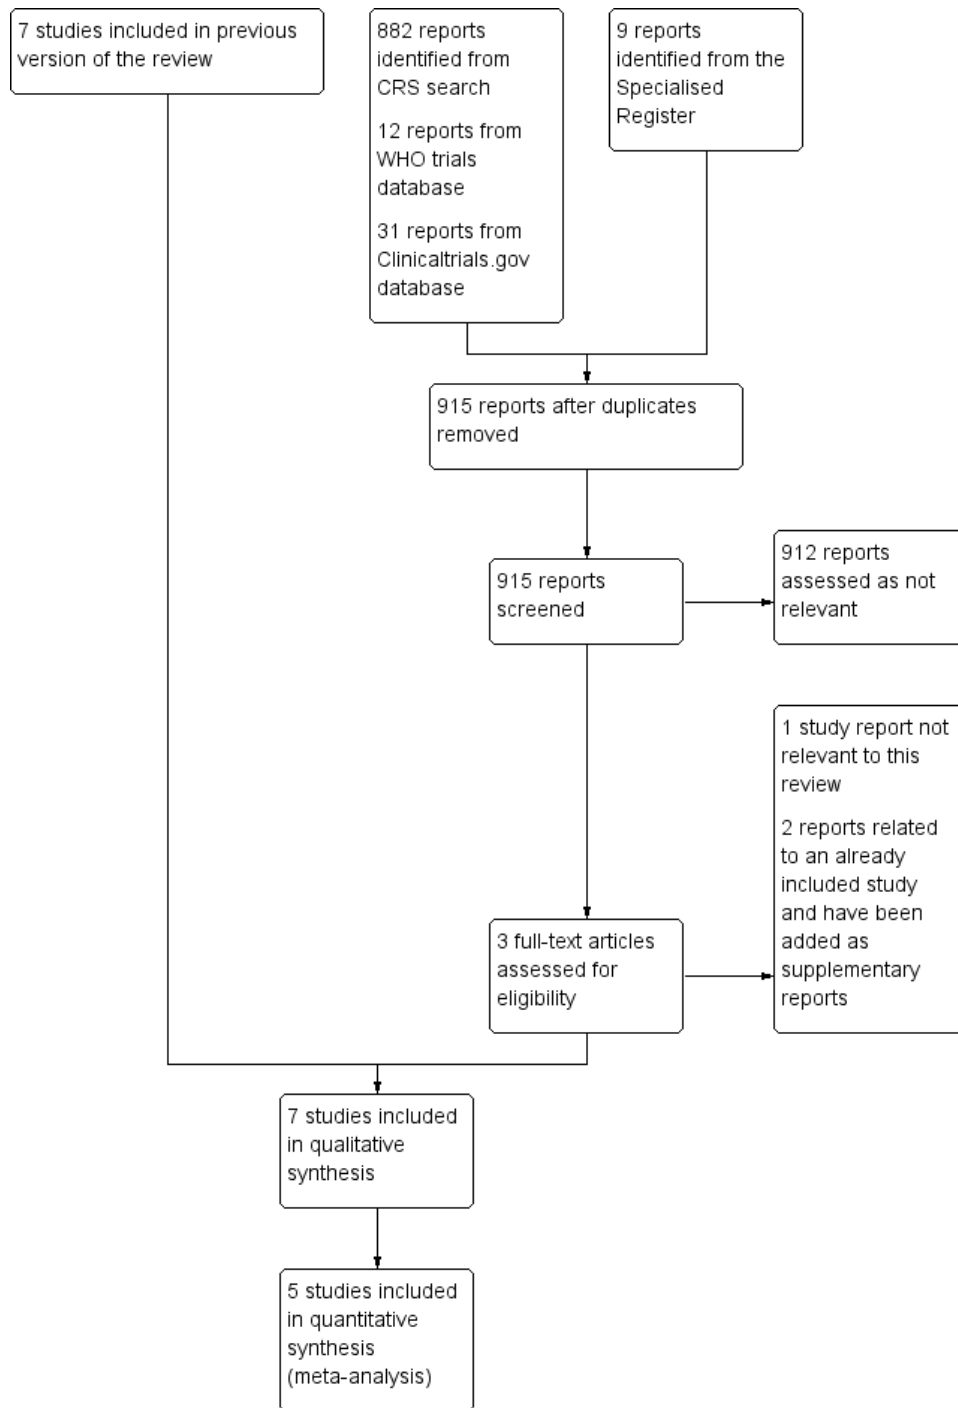 7 studies included in previous
version of the review
882 reports
identified from
CRS search
12 reports from
WHO trials
database
31 reports from
Clinicaltrials.gov
database
9 reports
identified from the
Specialised
Register
915 reports after duplicates
removed
915 reports
screened
912 reports
assessed as not
relevant
1 study report not
relevant to this
review
2 reports related
to an already
included study
and have been
added as
supplementary
reports
3 full-text articles
assessed for
eligibility
7 studies included
in qualitative
synthesis
5 studies included
in quantitative
synthesis
(meta-analysis)